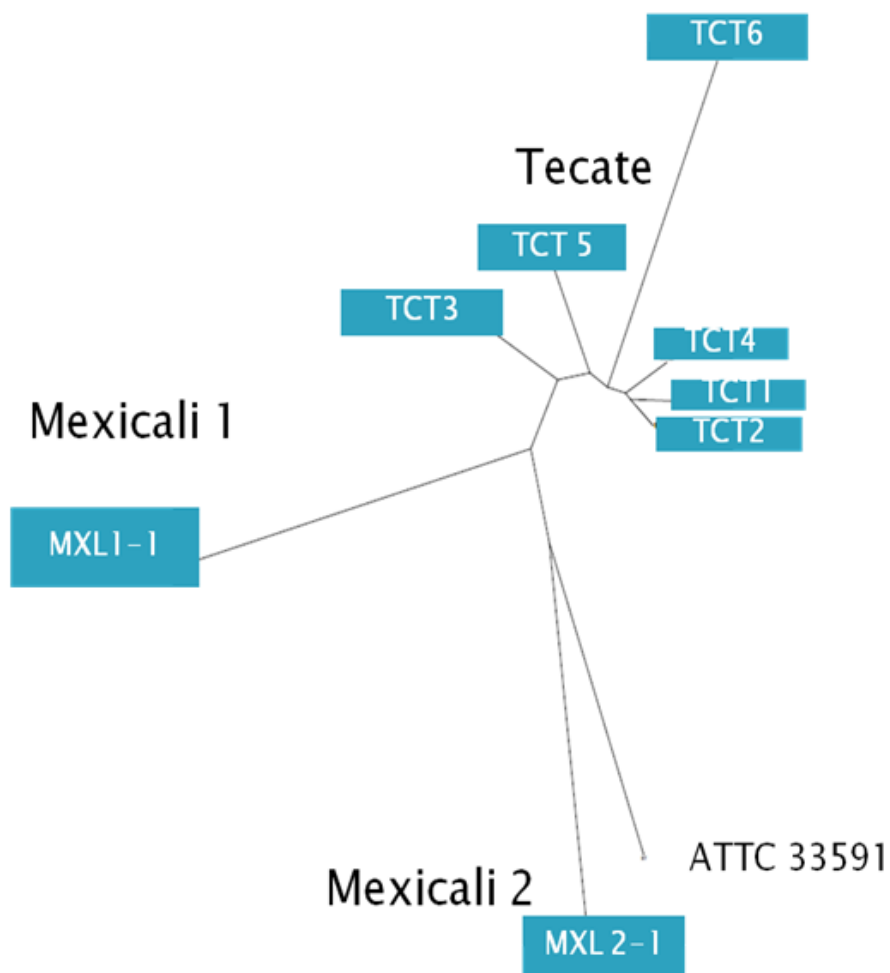 TCT6
Tecate
TCT 5
TCT3
TCT4
TCT1
TCT2
Mexicali 1
MXL1-1
ATTC 33591
Mexicali 2
MXL 2-1